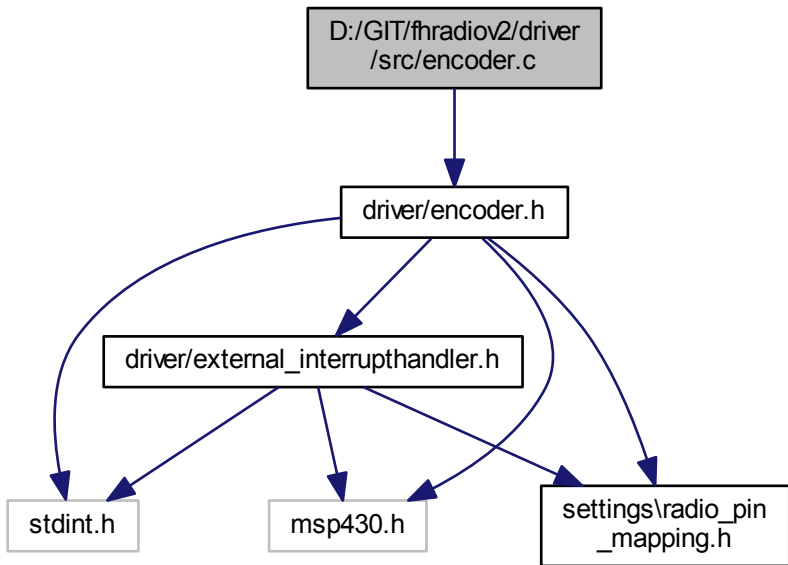 D:/GIT/fhradiov2/driver
/src/encoder.c
driver/encoder.h
driver/external_interrupthandler.h
stdint.h
msp430.h
settings\radio_pin
_mapping.h